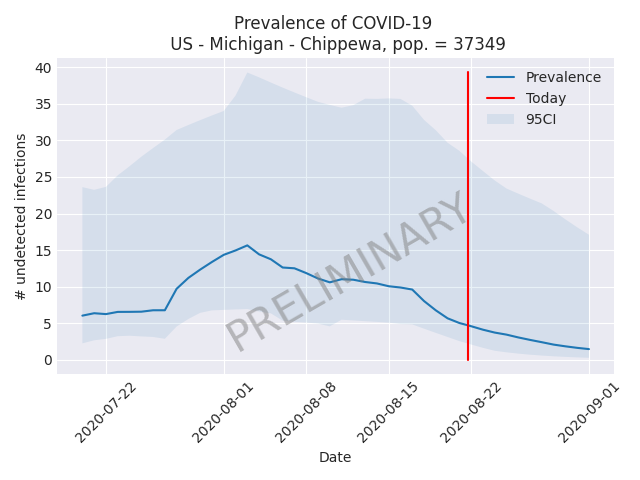 Prevalence of COVID-19
US - Michigan - Chippewa, pop. = 37349
40
35
30
25
20
15
10
5
0
# undetected infections
Prevalence
Today
95CI
PRELIMINARY
2020-07-22
2020-08-01
2020-08-08
2020-08-15
2020-08-22
2020-09-01
Date